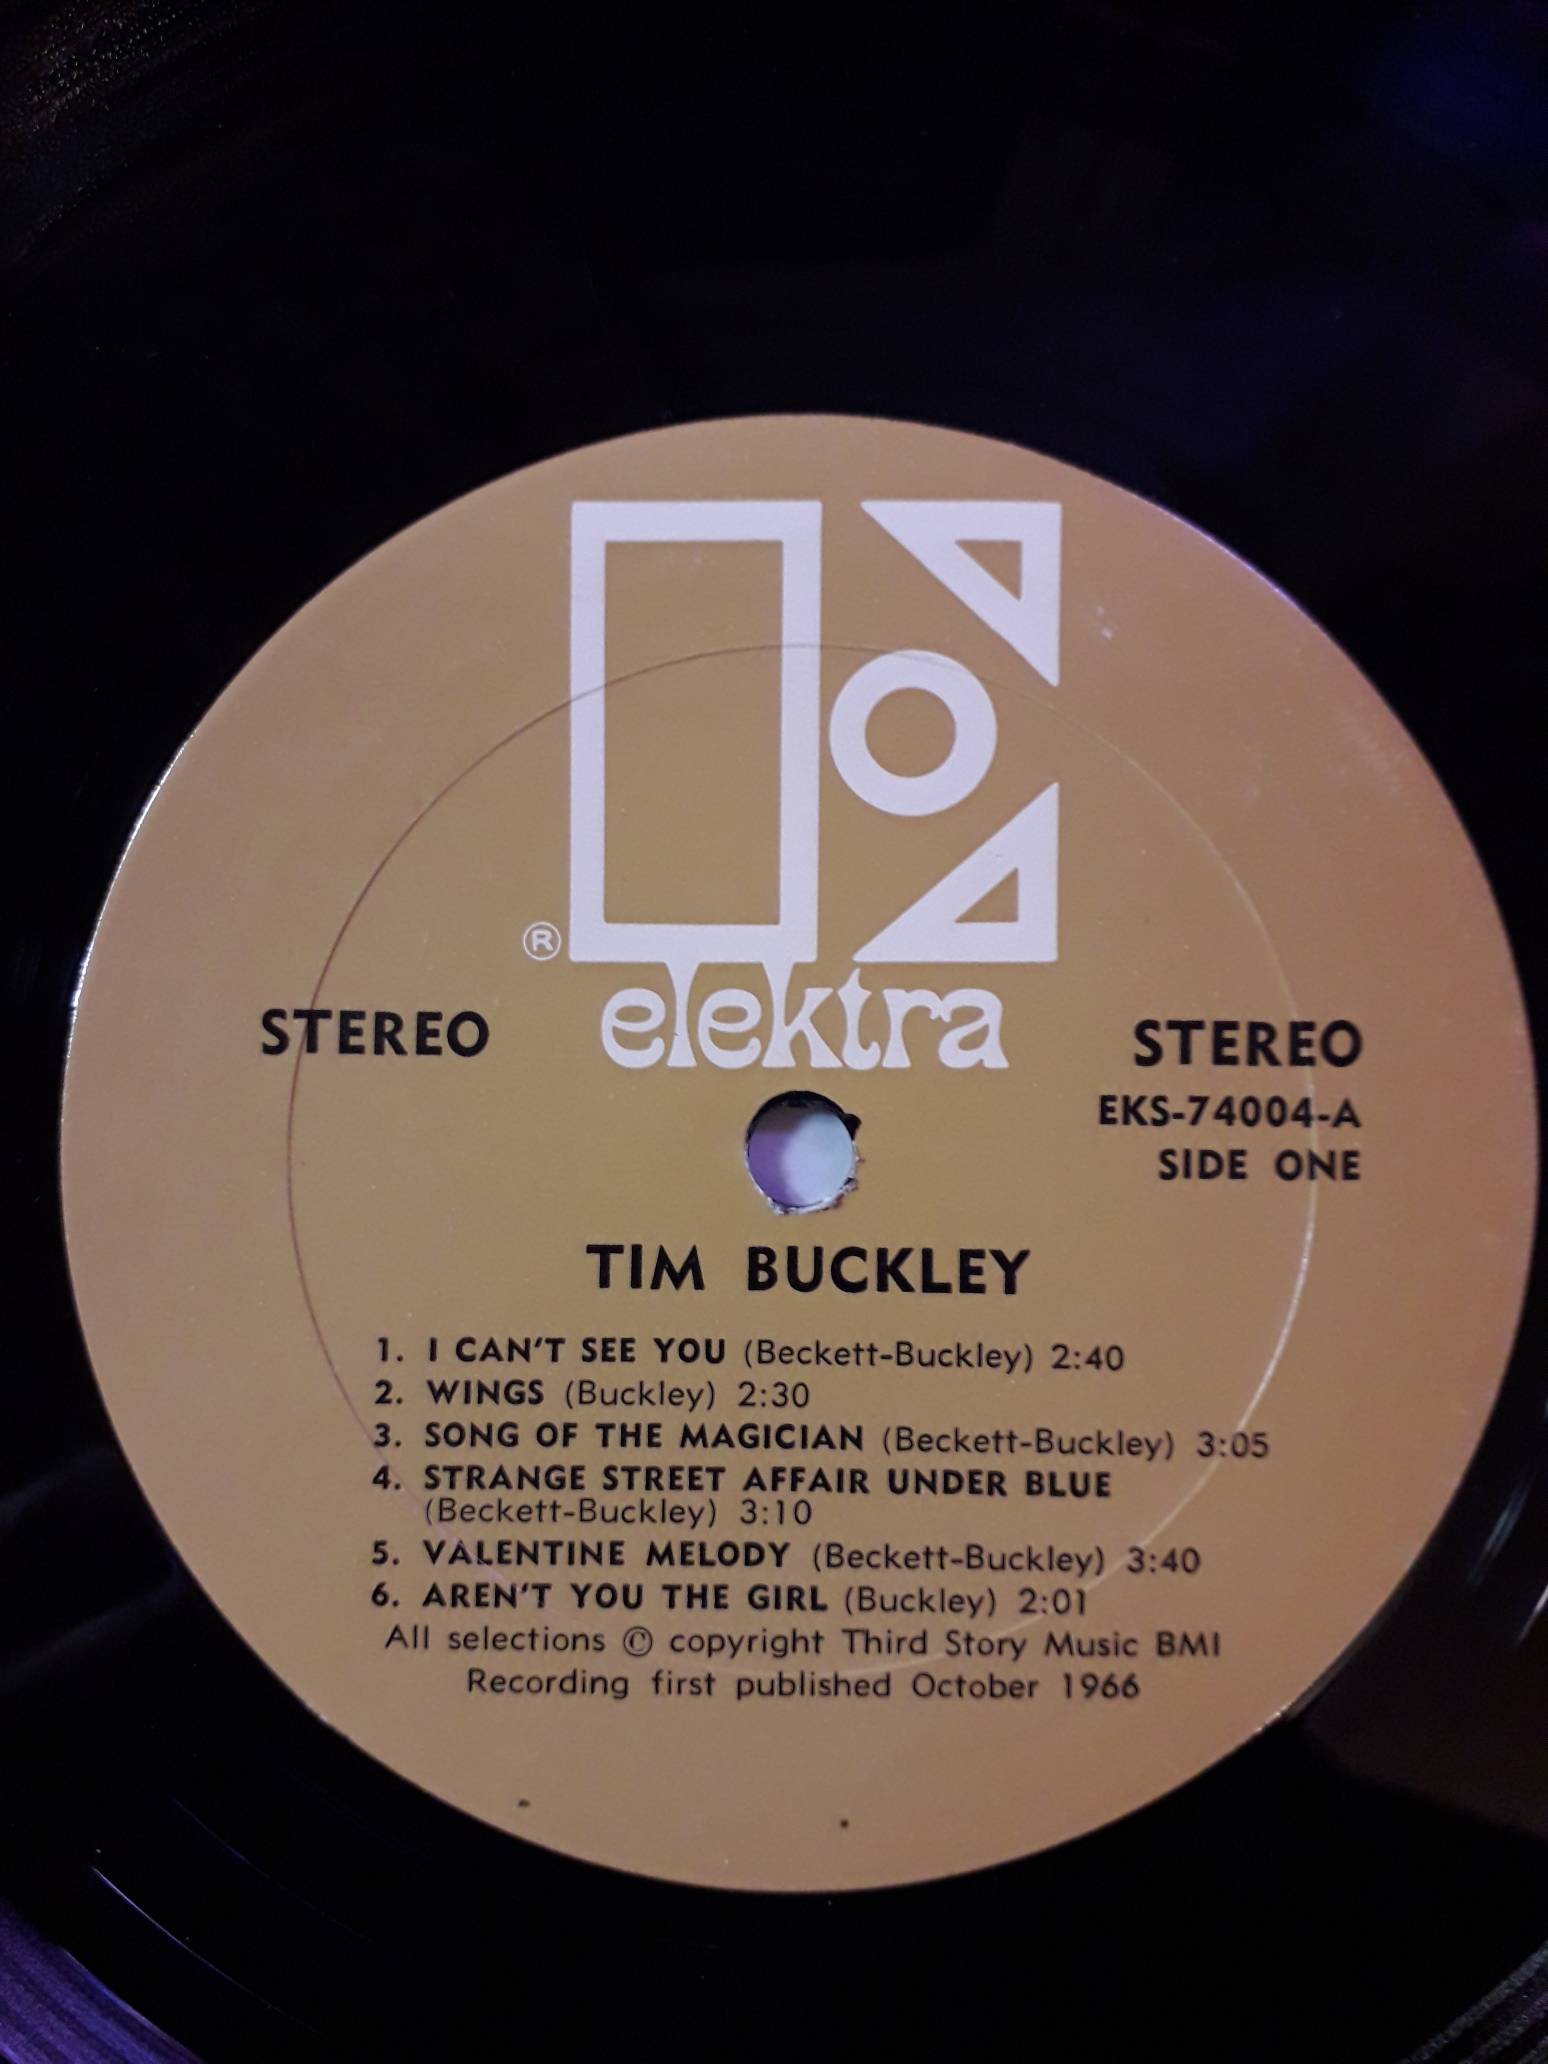 ®
elektra
STEREO
STEREO
EKS-74004-A
SIDE ONE
TIM BUCKLEY
1. I CAN'T SEE YOU (Beckett-Buckley) 2:40
2. WINGS (Buckley) 2:30
3. SONG OF THE MAGICIAN (Beckett-Buckley) 3:05
4. STRANGE STREET AFFAIR UNDER BLUE
(Beckett-Buckley) 3:10
5. VALENTINE MELODY (Beckett-Buckley) 3:40
6. AREN'T YOU THE GIRL (Buckley) 2:01
All selections © copyright Third Story Music BMI
Recording first published October 1966